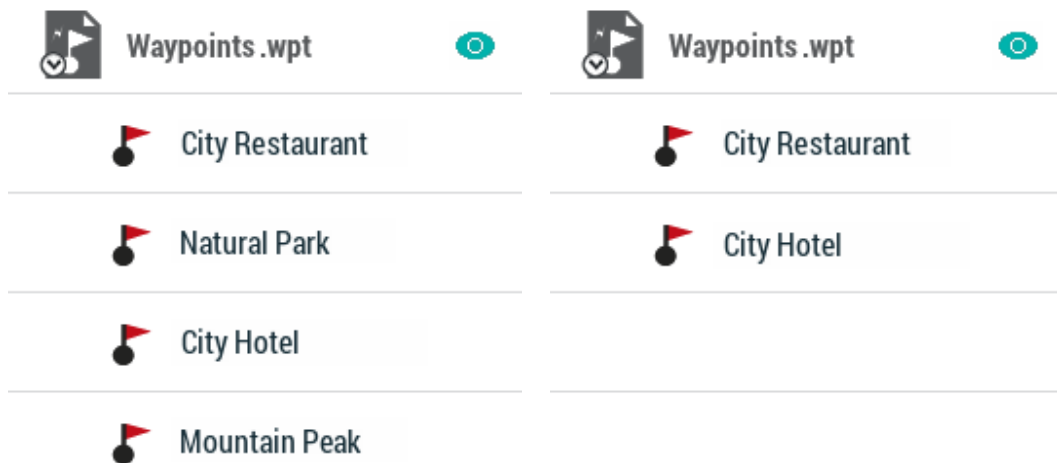 Waypoints .wpt
City Restaurant
Natural Park
City Hotel
Mountain Peak
Waypoints .wpt
City Restaurant
City Hotel